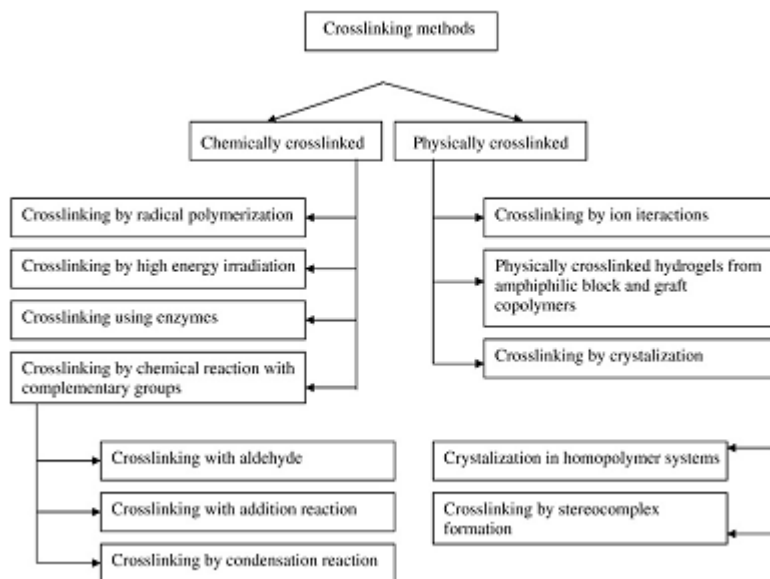 Crosslinking methods
Chemically crosslinked
Physically crosslinked
Crosslinking by radical polymerization
Crosslinking by high energy irradiation
Crosslinking using enzymes
Crosslinking by chemical reaction with
complementary groups
Crosslinking with aldehyde
Crosslinking with addition reaction
Crosslinking by condensation reaction
Crosslinking by ion iteractions
Physically crosslinked hydrogels from
amphiphilic block and graft
copolymers
Crosslinking by crystalization
Crystalization in homopolymer systems
Crosslinking by stereocomplex
formation